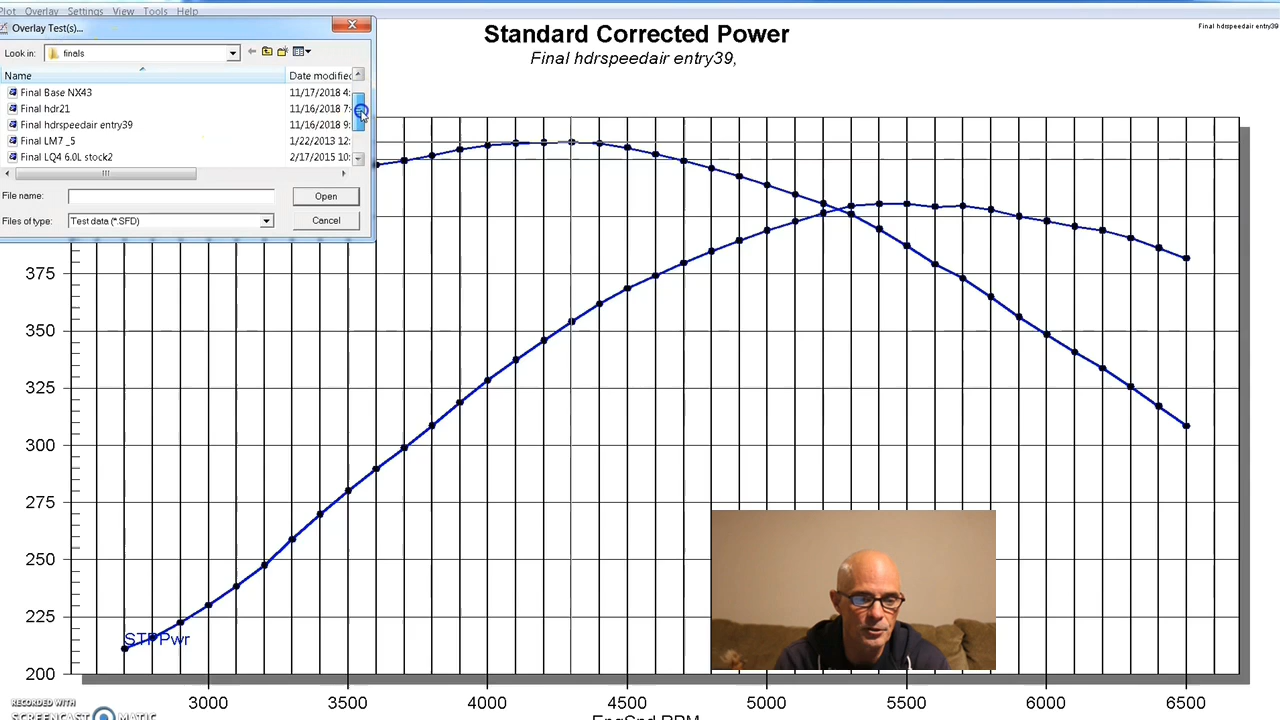 Plot Overlay Settings View Tools Help
Overlay Test(s)...
Look in: finals
Name Date modified
Final Base NX43 11/17/2018 4:
Final hdr21 11/16/2018 7:
Final hdrspeedair entry39 11/16/2018 9:
Final LM7 _5 1/22/2013 12:
Final LQ4 6.0L stock2 2/17/2015 10:
File name: Open
Files of type: Test data (*.SFD) Cancel
Standard Corrected Power
Final hdrspeedair entry39,
Final hdrspeedair entry39
375
350
325
300
275
250
225
200
STPPwr
3000 3500 4000 4500 5000 5500 6000 6500
EngSpd RPM
RECORDED WITH
SCREENCAST MATIC